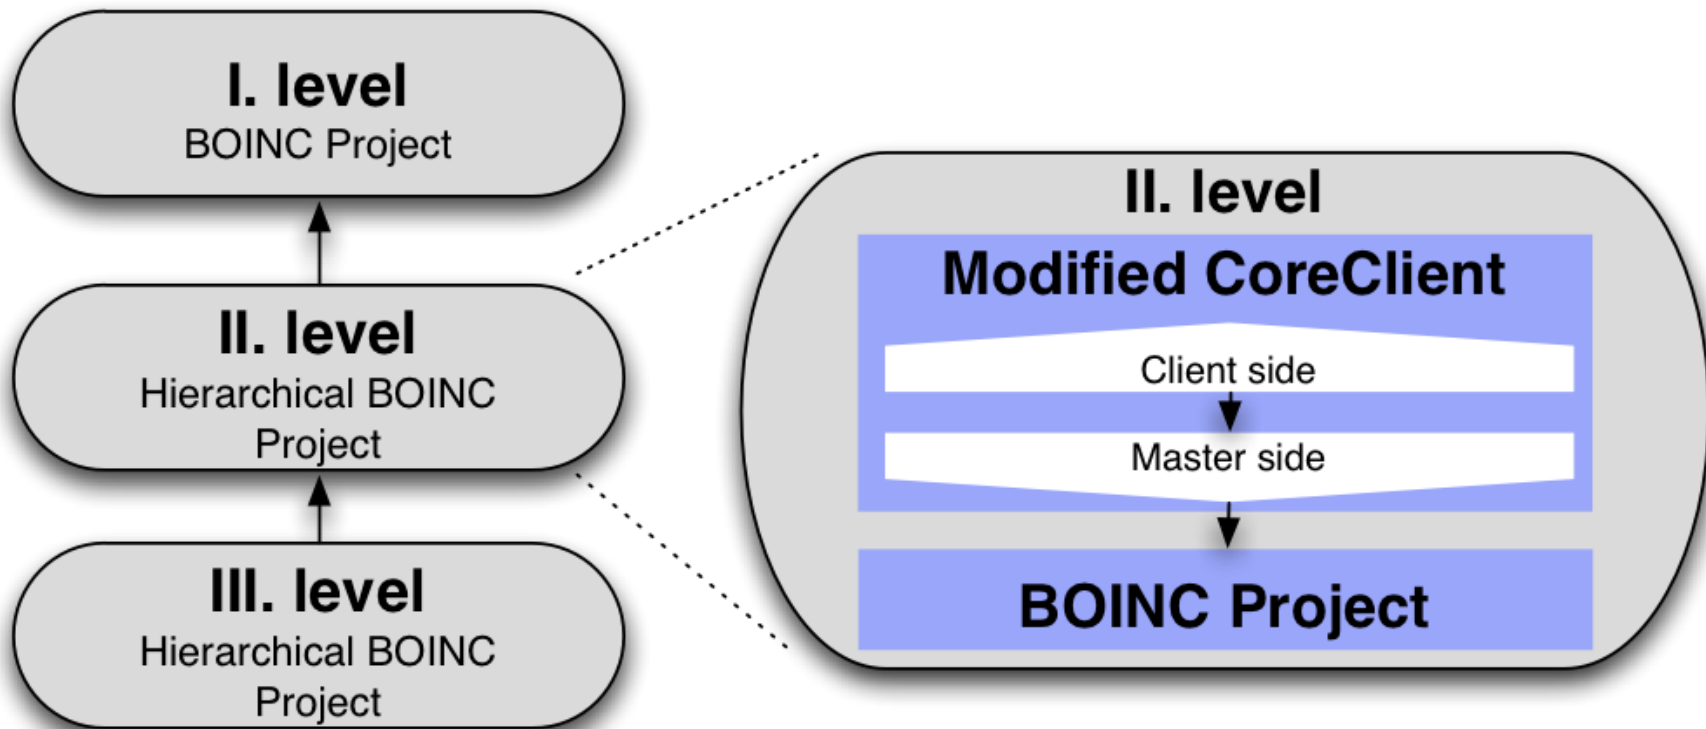 I. level
BOINC Project
II. level
Hierarchical BOINC
Project
III. level
Hierarchical BOINC
Project
II. level
Modified CoreClient
Client side
Master side
BOINC Project